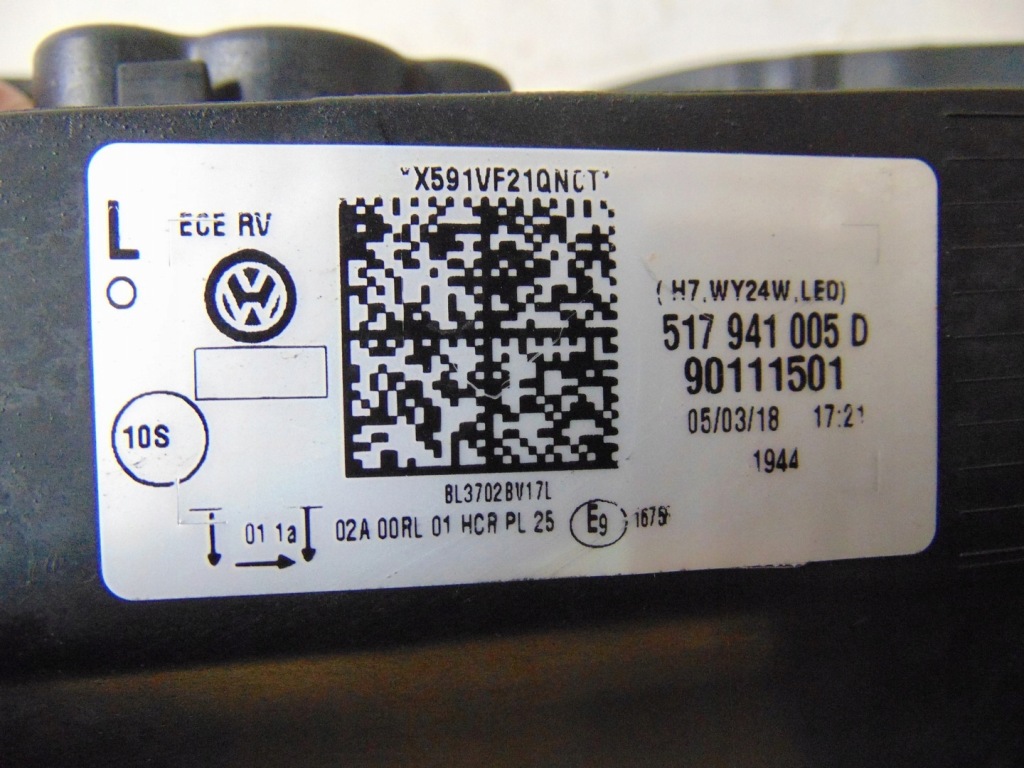 L
ECE RV
10S
*X591VF21QNCT*
(H7,WY24W,LED)
517 941 005 D
90111501
05/03/18 17:21
1944
BL3702BV17L
01 1a 02A 00RL 01 HCR PL 25 E9